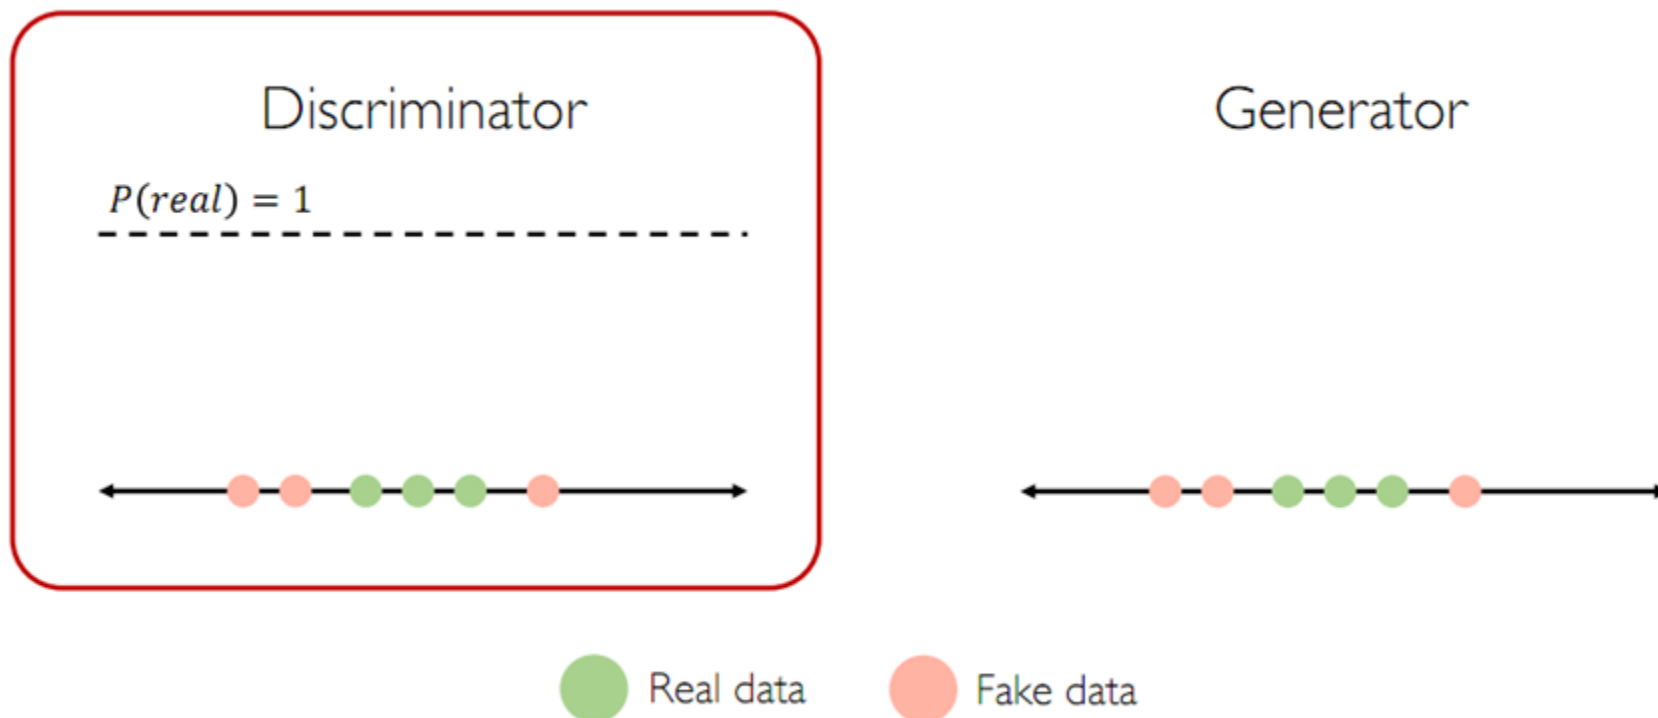 Discriminator
Generator
P(real) = 1
Real data
Fake data